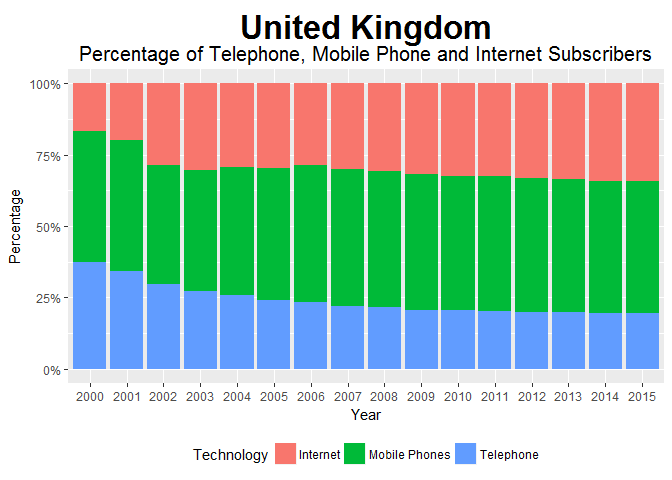 United Kingdom
Percentage of Telephone, Mobile Phone and Internet Subscribers
100%
75%
50%
25%
0%
Percentage
2000 2001 2002 2003 2004 2005 2006 2007 2008 2009 2010 2011 2012 2013 2014 2015
Year
Technology Internet Mobile Phones Telephone